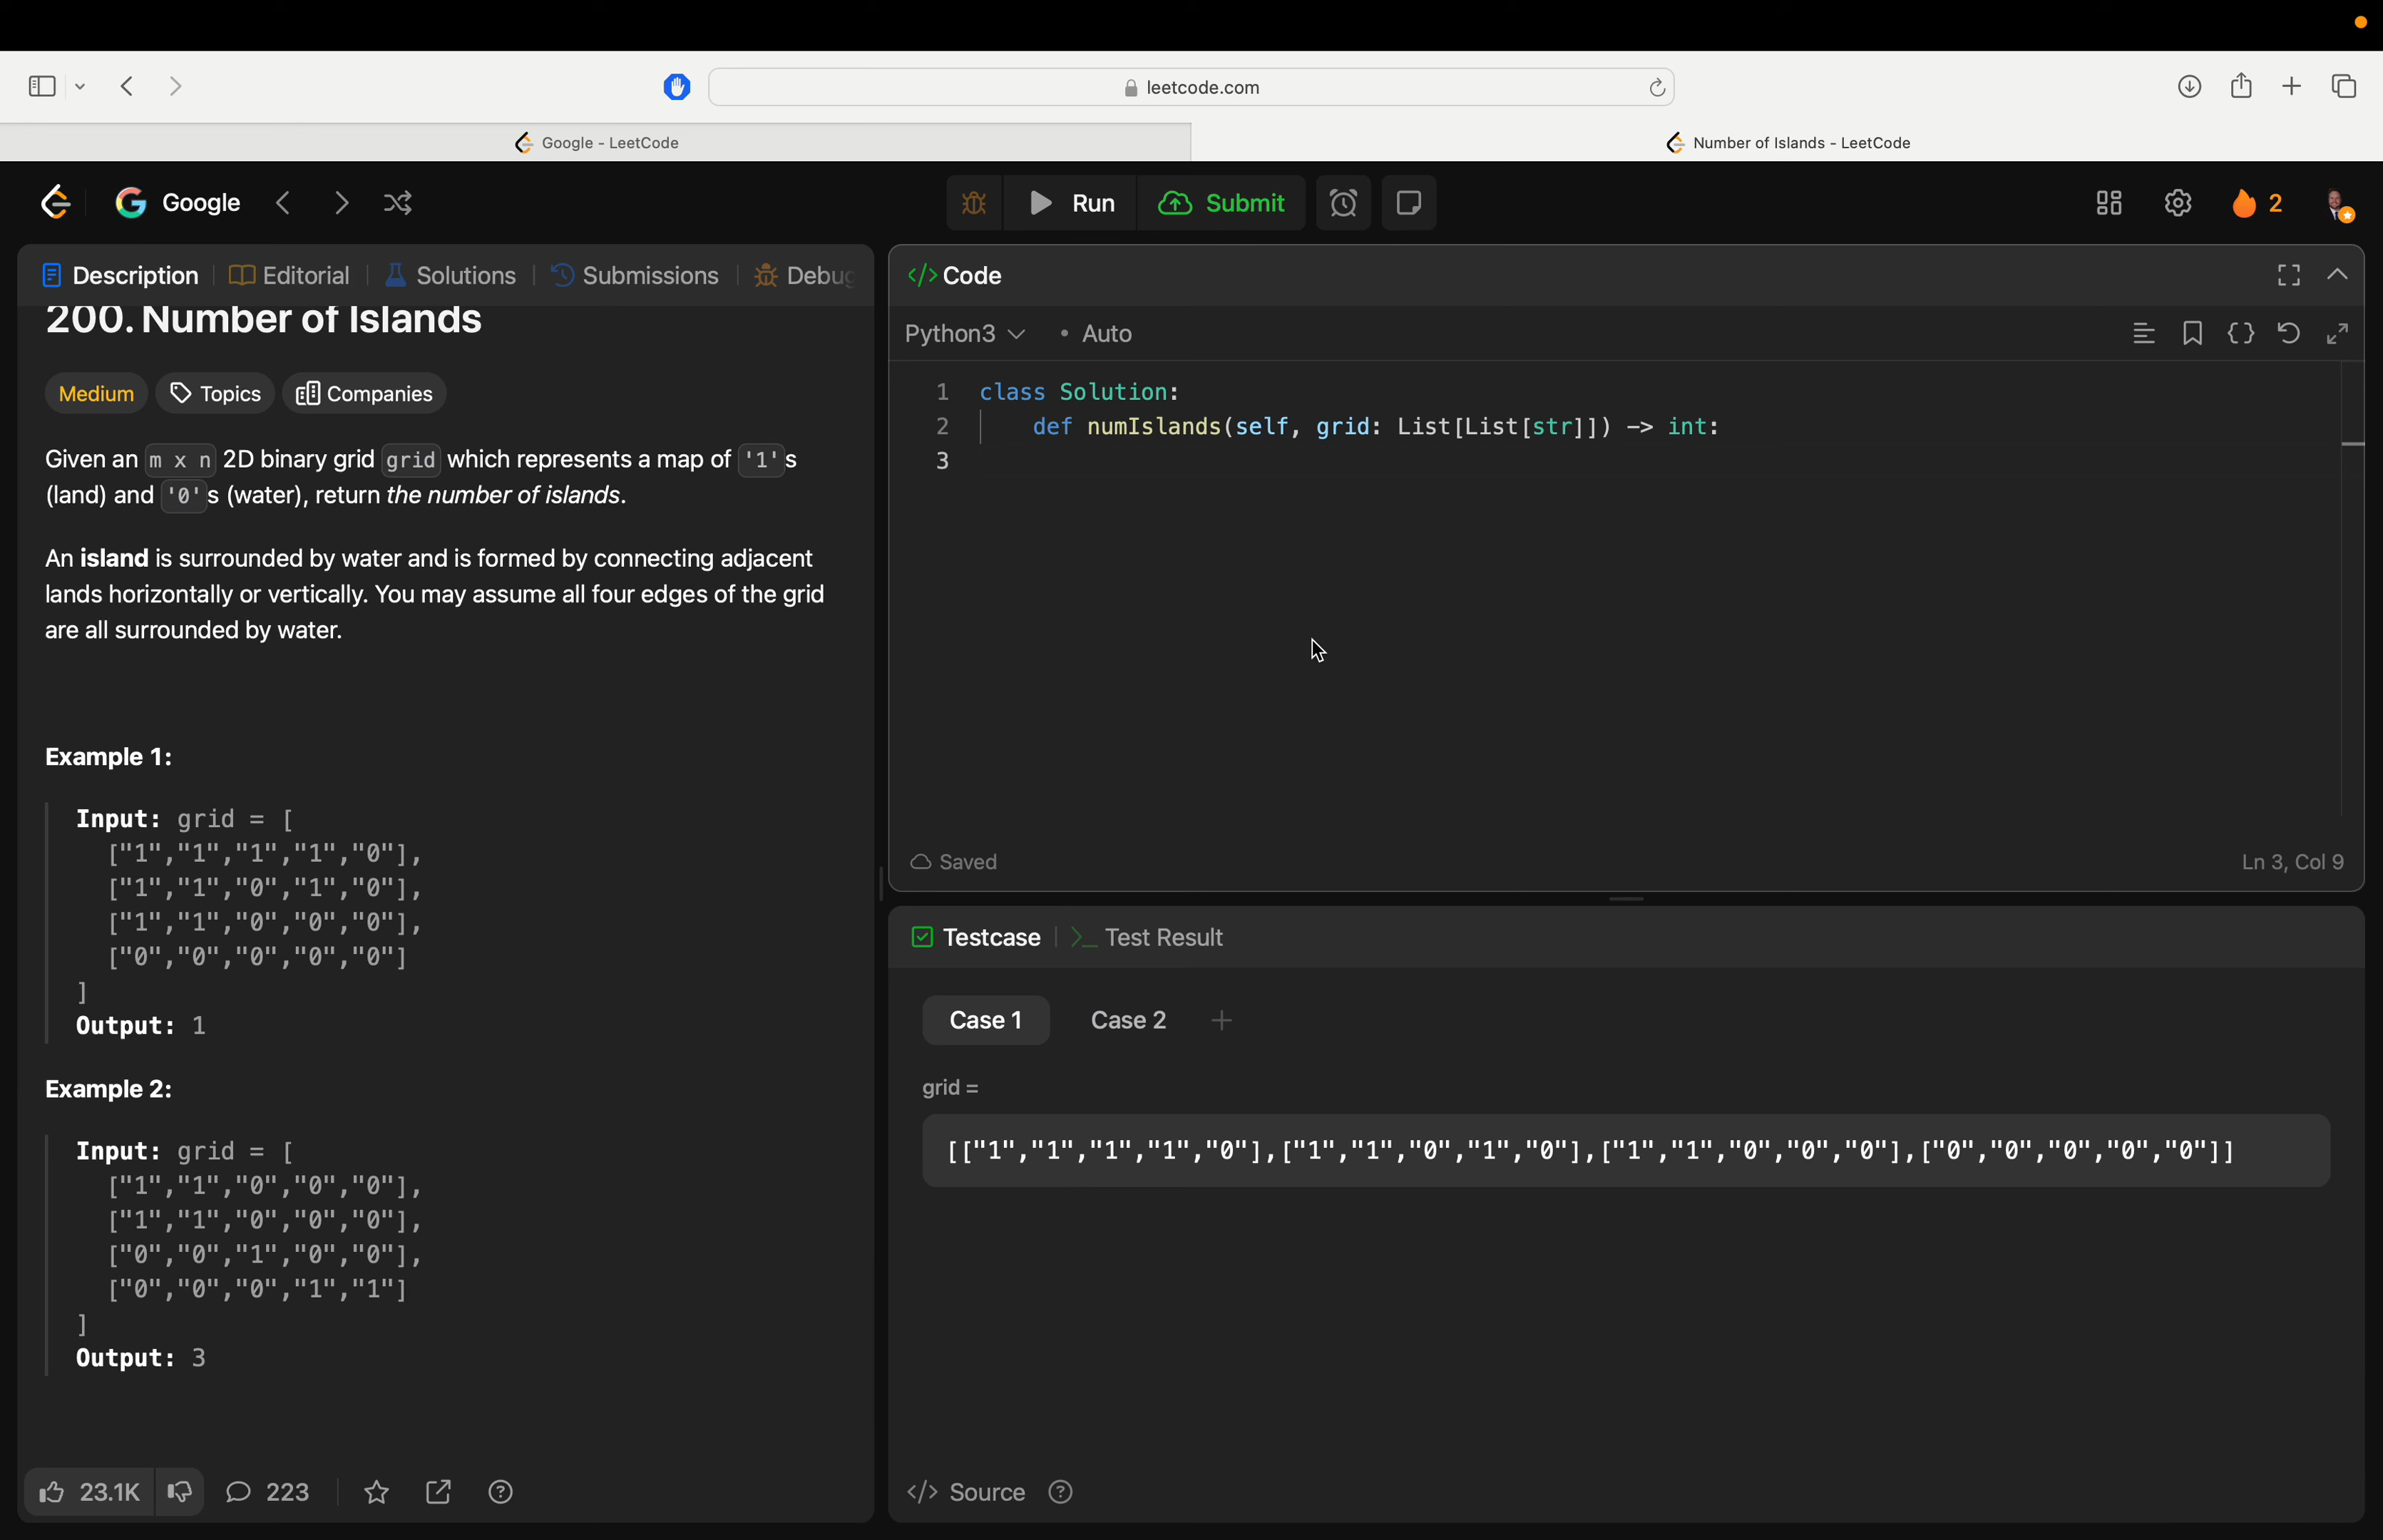 leetcode.com
Google - LeetCode
Number of Islands - LeetCode
Google
Run
Submit
2
Description
Editorial
Solutions
Submissions
Debug
200. Number of Islands
Medium
Topics
Companies
Given an m x n 2D binary grid grid which represents a map of '1's
(land) and '0's (water), return the number of islands.
An island is surrounded by water and is formed by connecting adjacent
lands horizontally or vertically. You may assume all four edges of the grid
are all surrounded by water.
Example 1:
Input: grid = [
["1","1","1","1","0"],
["1","1","0","1","0"],
["1","1","0","0","0"],
["0","0","0","0","0"]
]
Output: 1
Example 2:
Input: grid = [
["1","1","0","0","0"],
["1","1","0","0","0"],
["0","0","1","0","0"],
["0","0","0","1","1"]
]
Output: 3
23.1K
223
</> Code
Python3
• Auto
1 class Solution:
2 def numIslands(self, grid: List[List[str]]) -> int:
3
Saved
Ln 3, Col 9
Testcase
>_ Test Result
Case 1
Case 2
+
grid =
[["1","1","1","1","0"],["1","1","0","1","0"],["1","1","0","0","0"],["0","0","0","0","0"]]
</> Source